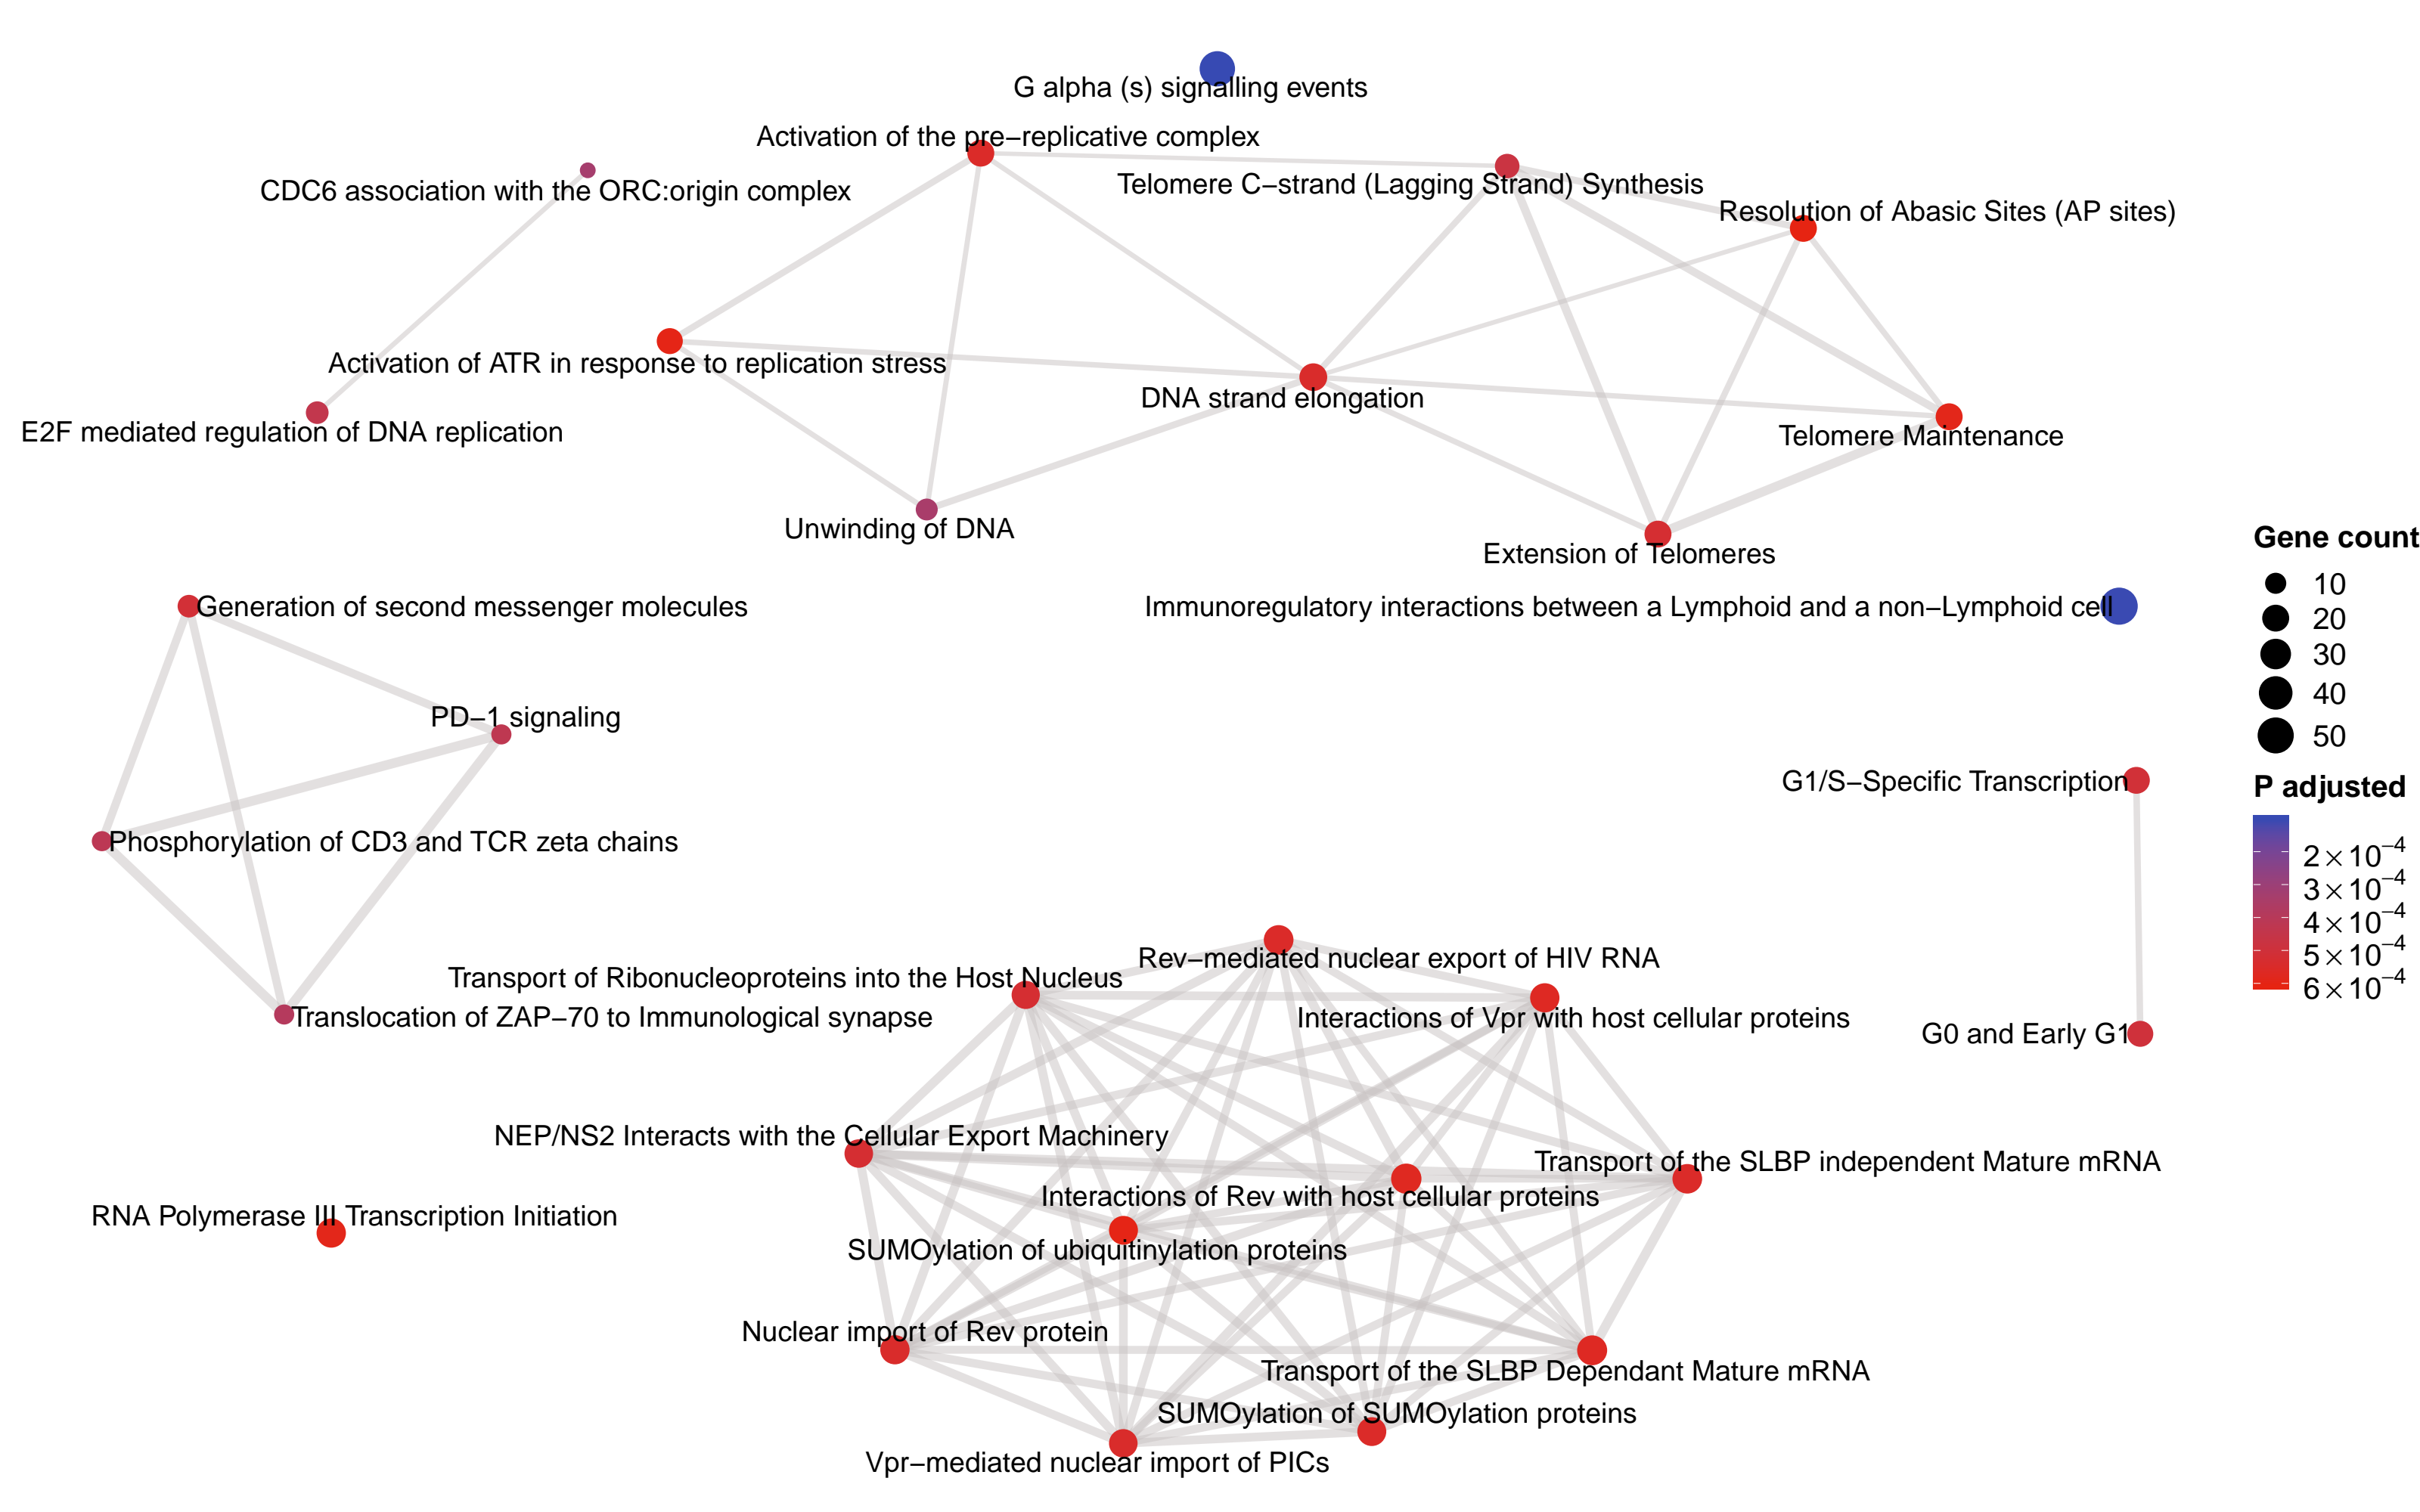 G alpha (s) signalling events
Activation of the pre−replicative complex
CDC6 association with the ORC:origin complex
Telomere C−strand (Lagging Strand) Synthesis
Resolution of Abasic Sites (AP sites)
Activation of ATR in response to replication stress
DNA strand elongation
E2F mediated regulation of DNA replication
Telomere Maintenance
Unwinding of DNA
Extension of Telomeres
Generation of second messenger molecules
Immunoregulatory interactions between a Lymphoid and a non−Lymphoid cell
PD−1 signaling
G1/S−Specific Transcription
Phosphorylation of CD3 and TCR zeta chains
Rev−mediated nuclear export of HIV RNA
Transport of Ribonucleoproteins into the Host Nucleus
Translocation of ZAP−70 to Immunological synapse
Interactions of Vpr with host cellular proteins
G0 and Early G1
NEP/NS2 Interacts with the Cellular Export Machinery
Transport of the SLBP independent Mature mRNA
Interactions of Rev with host cellular proteins
RNA Polymerase III Transcription Initiation
SUMOylation of ubiquitinylation proteins
Nuclear import of Rev protein
Transport of the SLBP Dependant Mature mRNA
SUMOylation of SUMOylation proteins
Vpr−mediated nuclear import of PICs
Gene count
10
20
30
40
50
P adjusted
2×10⁻⁴
3×10⁻⁴
4×10⁻⁴
5×10⁻⁴
6×10⁻⁴